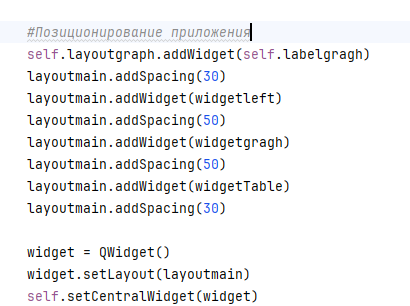 #Позиционирование приложения
self.layoutgraph.addWidget(self.labelgragh)
layoutmain.addSpacing(30)
layoutmain.addWidget(widgetleft)
layoutmain.addSpacing(50)
layoutmain.addWidget(widgetgragh)
layoutmain.addSpacing(50)
layoutmain.addWidget(widgetTable)
layoutmain.addSpacing(30)
widget = QWidget()
widget.setLayout(layoutmain)
self.setCentralWidget(widget)